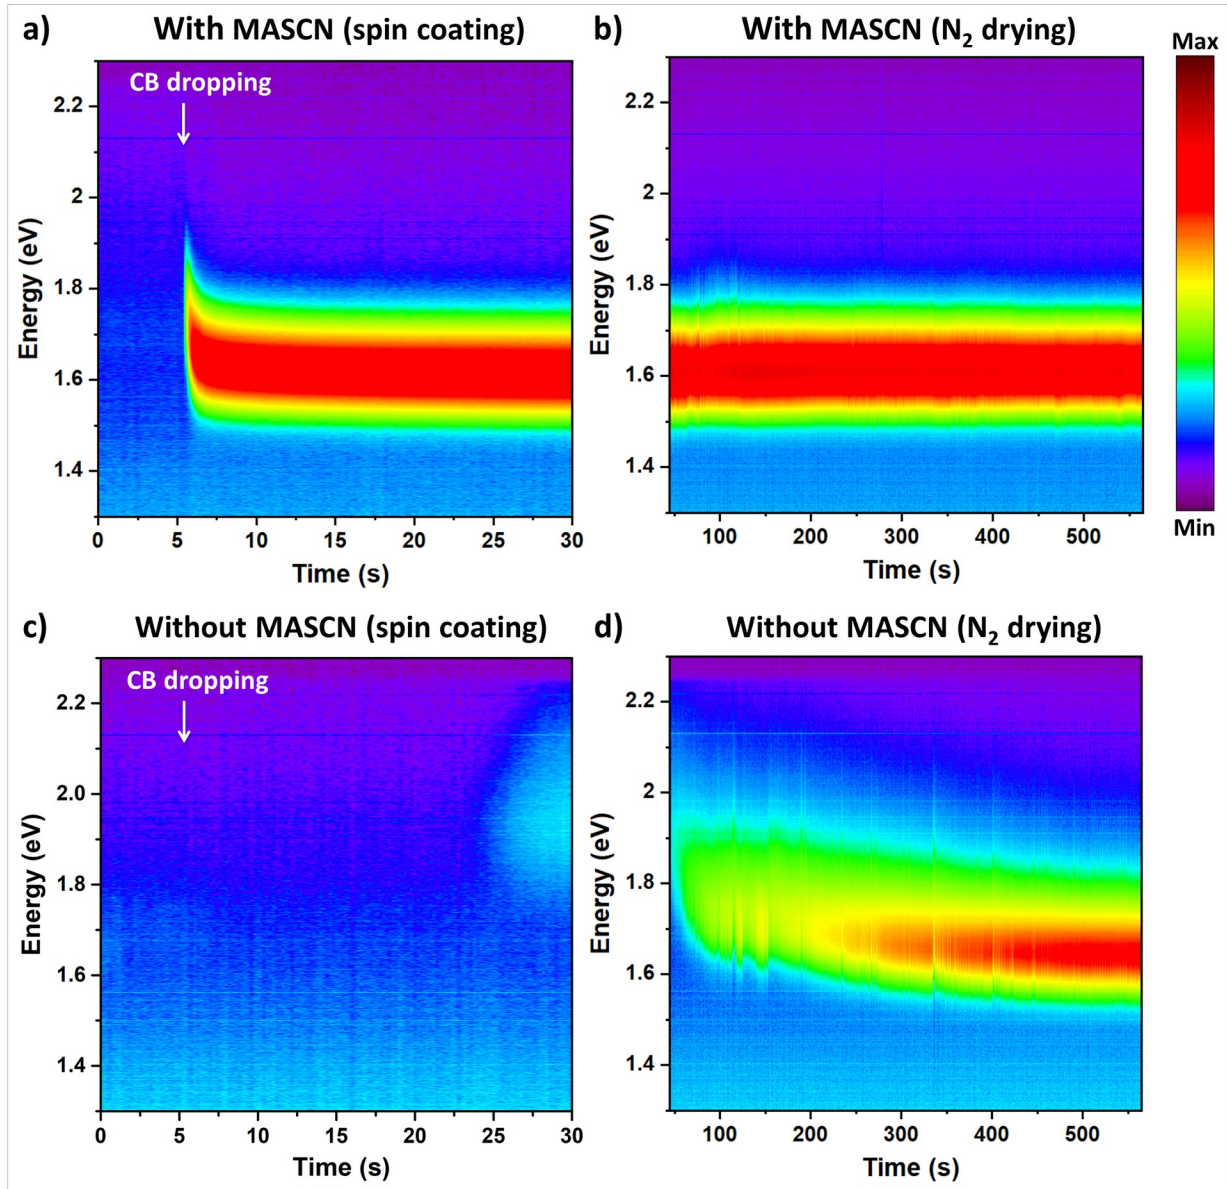 a) With MASCN (spin coating)
b) With MASCN (N₂ drying)
Max
CB dropping
2.2
2
1.8
1.6
1.4
Energy (eV)
0 5 10 15 20 25 30
Time (s)
2.2
2
1.8
1.6
1.4
Energy (eV)
100 200 300 400 500
Time (s)
Min
c) Without MASCN (spin coating)
d) Without MASCN (N₂ drying)
CB dropping
2.2
2.0
1.8
1.6
1.4
Energy (eV)
0 5 10 15 20 25 30
Time (s)
2.2
2
1.8
1.6
1.4
Energy (eV)
100 200 300 400 500
Time (s)